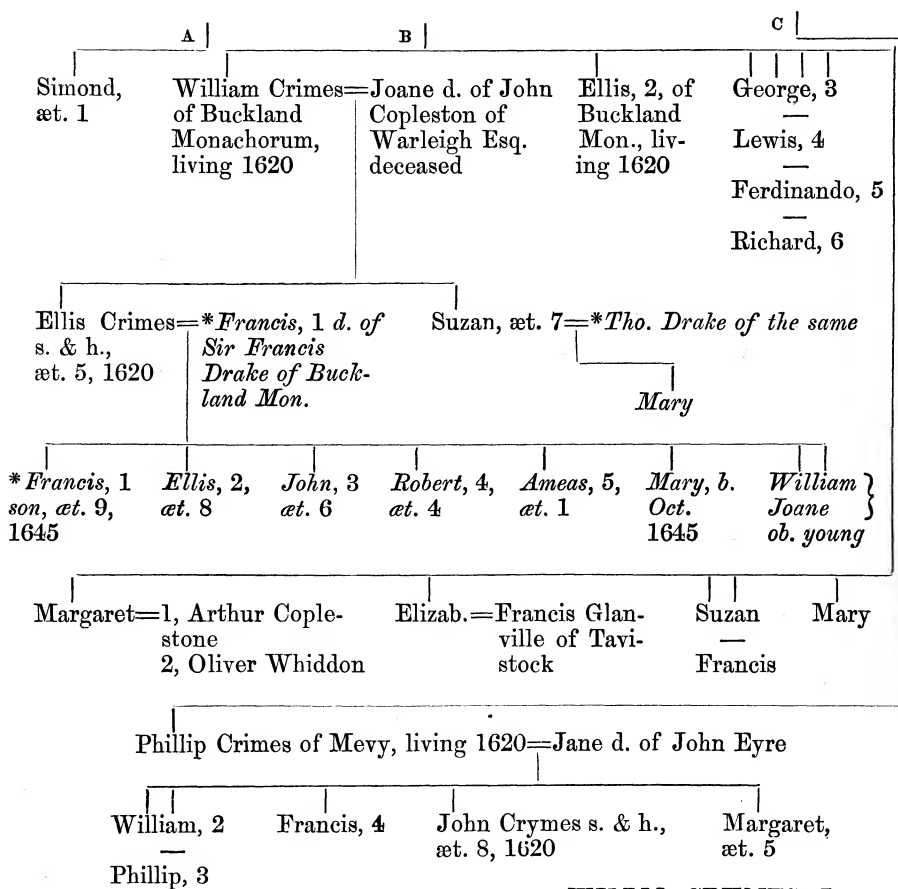 A B C
Simond,
æt. 1
William Crimes=Joane d. of John
of Buckland Copleston of
Monachorum, Warleigh Esq.
living 1620 deceased
Ellis, 2, of
Buckland
Mon., liv-
ing 1620
George, 3
—
Lewis, 4
—
Ferdinando, 5
—
Richard, 6
Ellis Crimes=*Francis, 1 d. of
s. & h., Sir Francis
æt. 5, 1620 Drake of Buck-
land Mon.
Suzan, æt. 7=*Tho. Drake of the same
Mary
*Francis, 1
son, æt. 9,
1645
Ellis, 2,
æt. 8
John, 3
æt. 6
Robert, 4,
æt. 4
Ameas, 5,
æt. 1
Mary, b.
Oct.
1645
William }
Joane
ob. young
Margaret=1, Arthur Cople-
stone
2, Oliver Whiddon
Elizab.=Francis Glan-
ville of Tavi-
stock
Suzan
—
Francis
Mary
Phillip Crimes of Mevy, living 1620=Jane d. of John Eyre
William, 2
—
Phillip, 3
Francis, 4
John Crymes s. & h.,
æt. 8, 1620
Margaret,
æt. 5